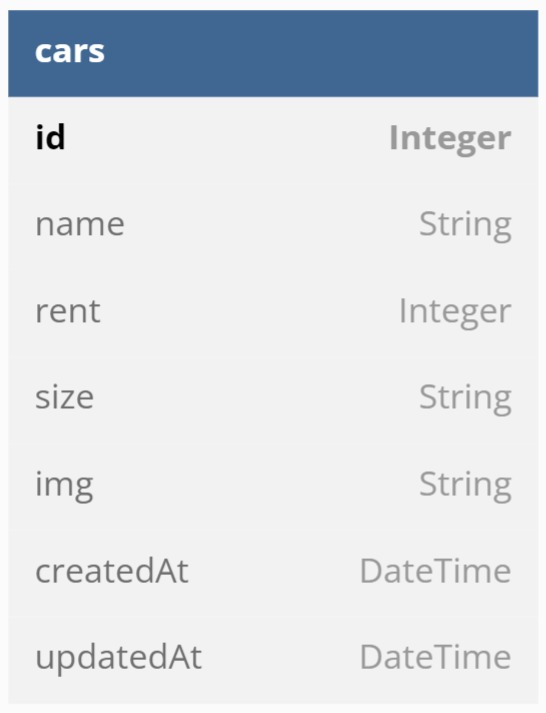 cars
id Integer
name String
rent Integer
size String
img String
createdAt DateTime
updatedAt DateTime